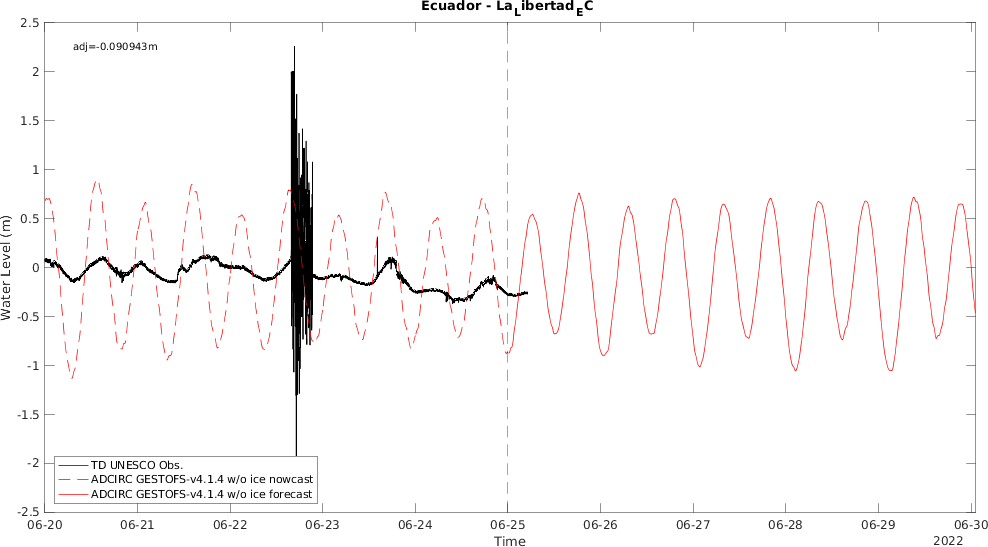 Ecuador - LaLibertadEC
adj=-0.090943m
2.5
2
1.5
1
0.5
0
-0.5
-1
-1.5
-2
-2.5
Water Level (m)
TD UNESCO Obs.
ADCIRC GESTOFS-v4.1.4 w/o ice nowcast
ADCIRC GESTOFS-v4.1.4 w/o ice forecast
06-20 06-21 06-22 06-23 06-24 06-25 06-26 06-27 06-28 06-29 06-30
Time
2022